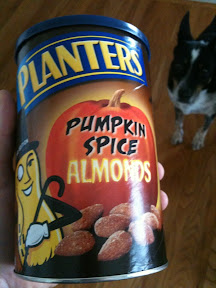 PLANTERS
PUMPKIN
SPICE
ALMONDS